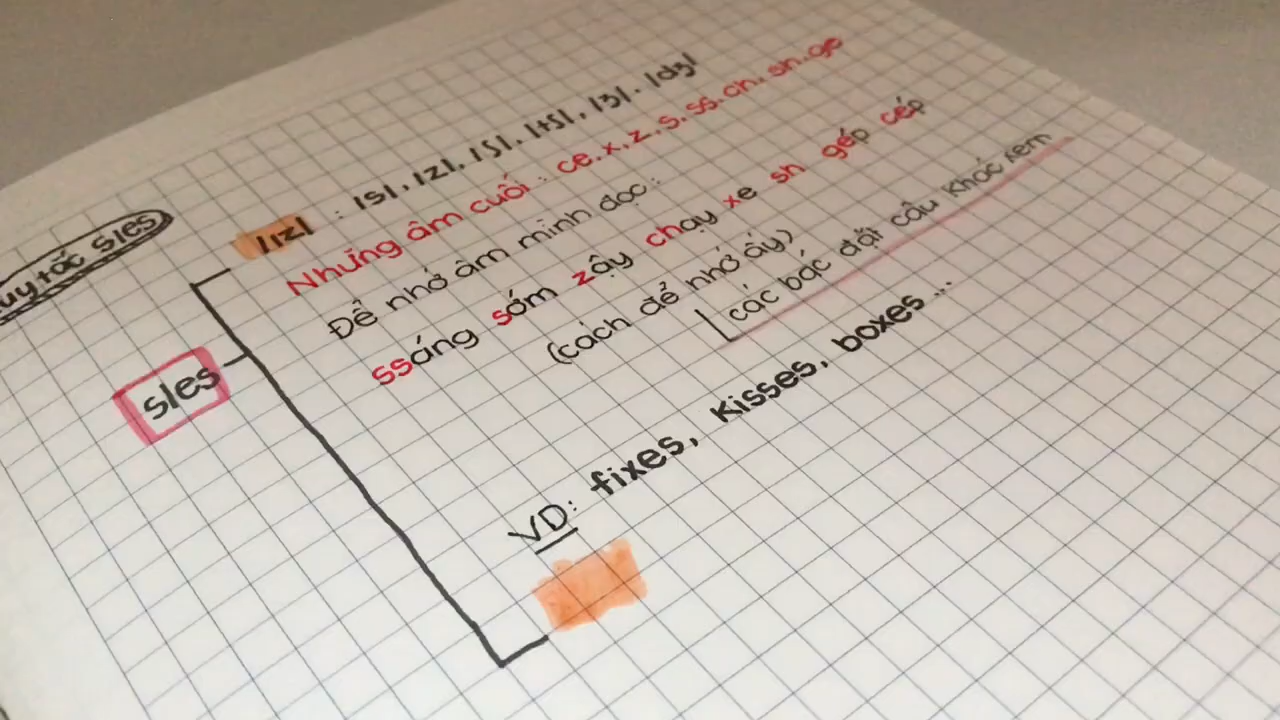 uy tắc s/es
/ɪz/ : /s/, /z/, /ʃ/, /tʃ/, /ʒ/. /dʒ/
Những âm cuối : ce, x, z, s, ss, ch, sh, ge
Để nhớ âm mình đọc :
ssáng sớm zậy chạy xe sh gếp cếp
(cách để nhớ ấy)
các bác đặt câu khác xem
s/es
VD: fixes, kisses, boxes ...